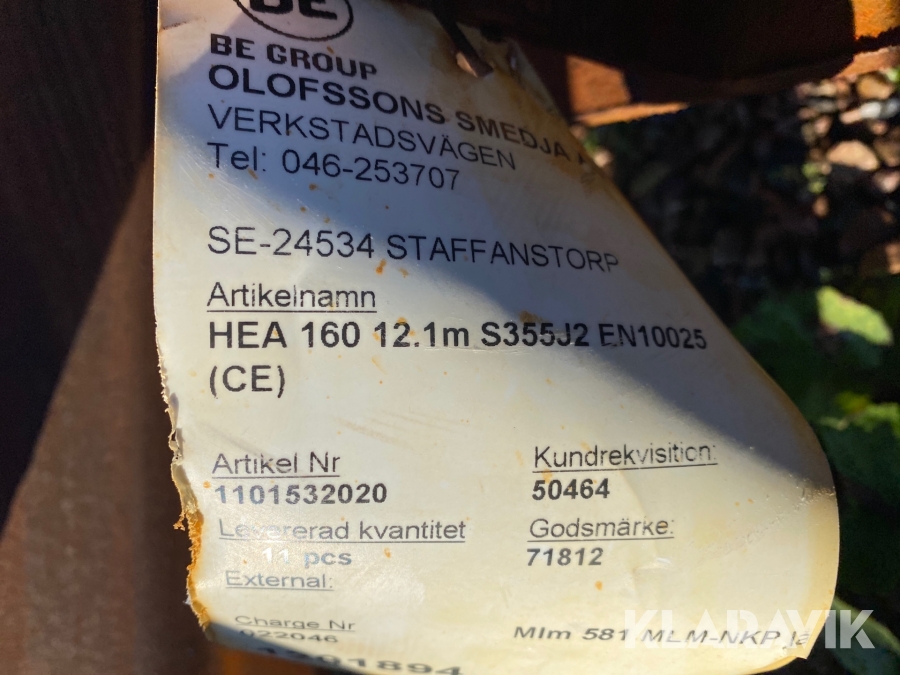 BE
BE GROUP
OLOFSSONS SMEDJA A
VERKSTADSVÄGEN
Tel: 046-253707
SE-24534 STAFFANSTORP
Artikelnamn
HEA 160 12.1m S355J2 EN10025
(CE)
Artikel Nr
1101532020
Kundrekvisition:
50464
Levererad kvantitet
11 pcs
Godsmärke:
71812
External:
Charge Nr
022046
Mlm 581 MLM-NKP
KLARAVIK